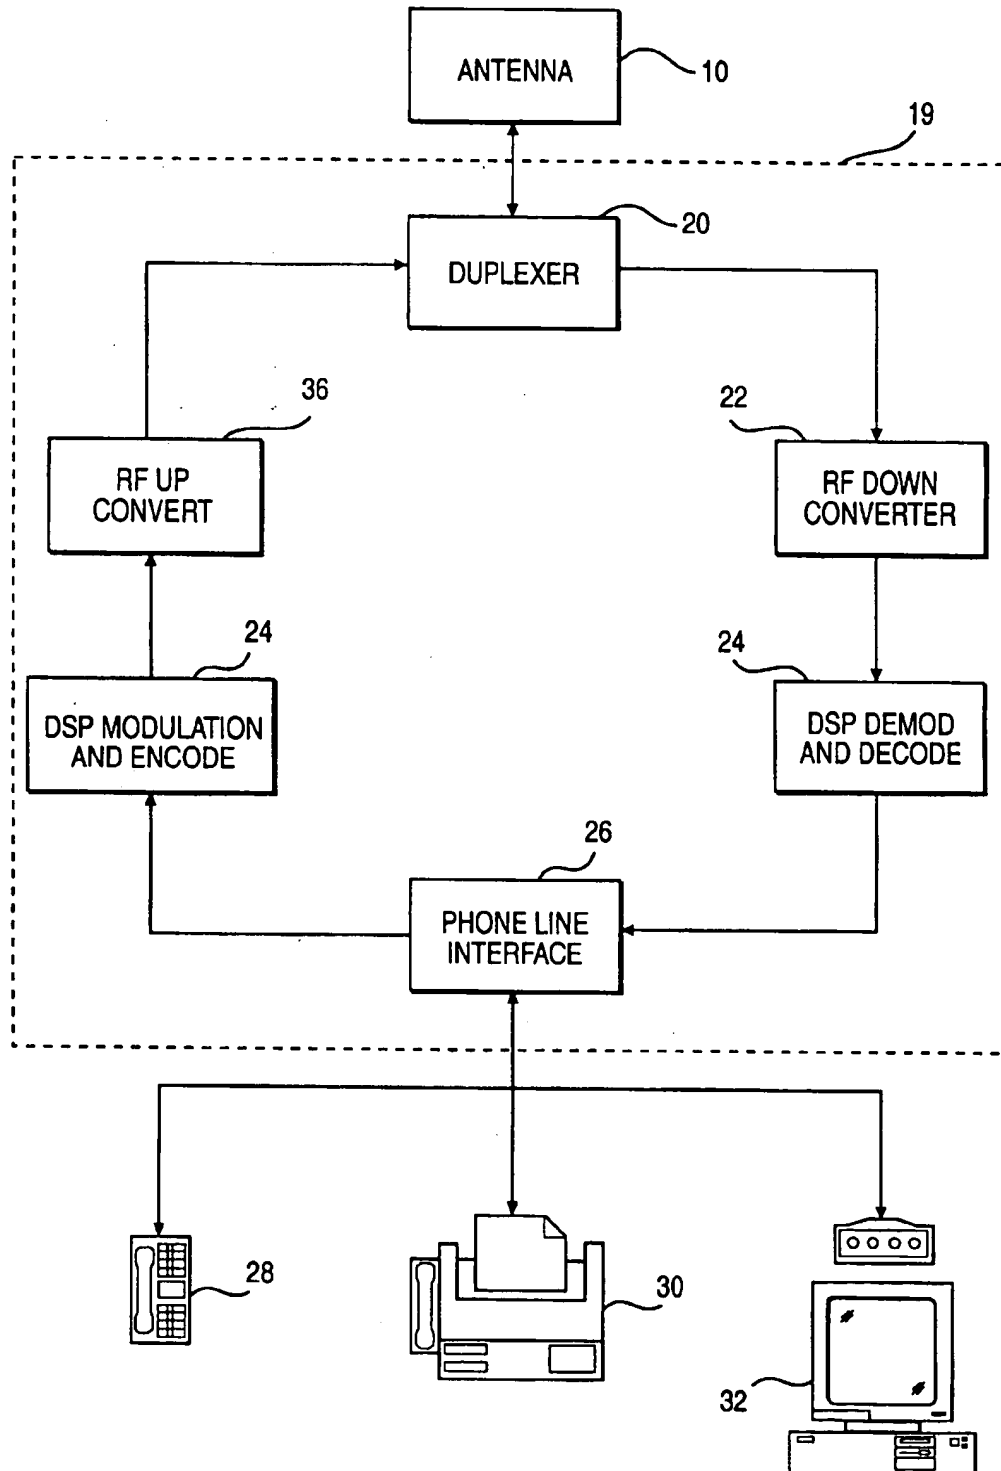 ANTENNA
10
19
20
DUPLEXER
36
22
RF UP
CONVERT
RF DOWN
CONVERTER
24
24
DSP MODULATION
AND ENCODE
DSP DEMOD
AND DECODE
26
PHONE LINE
INTERFACE
28
30
32